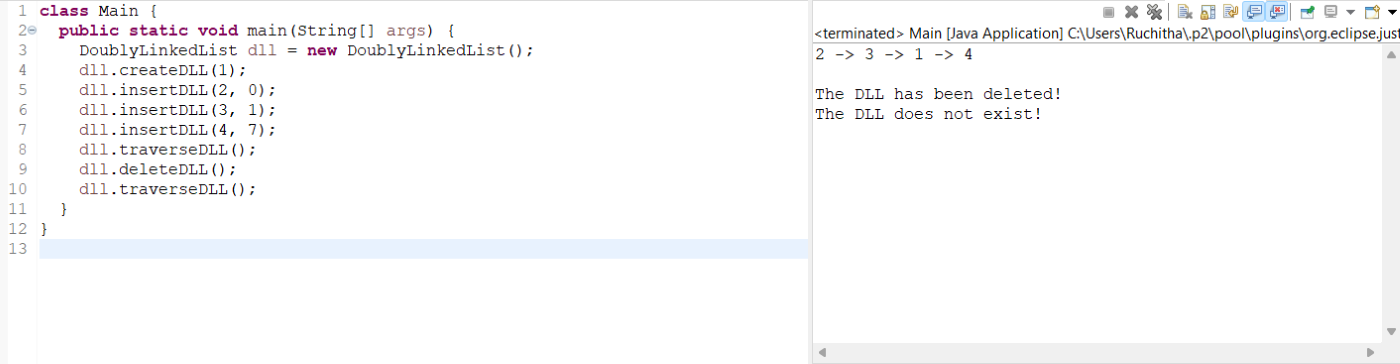 1 class Main {
2 public static void main(String[] args) {
3 DoublyLinkedList dll = new DoublyLinkedList();
4 dll.createDLL(1);
5 dll.insertDLL(2, 0);
6 dll.insertDLL(3, 1);
7 dll.insertDLL(4, 7);
8 dll.traverseDLL();
9 dll.deleteDLL();
10 dll.traverseDLL();
11 }
12 }
13
<terminated> Main [Java Application] C:\Users\Ruchitha\.p2\pool\plugins\org.eclipse.just
2 -> 3 -> 1 -> 4
The DLL has been deleted!
The DLL does not exist!